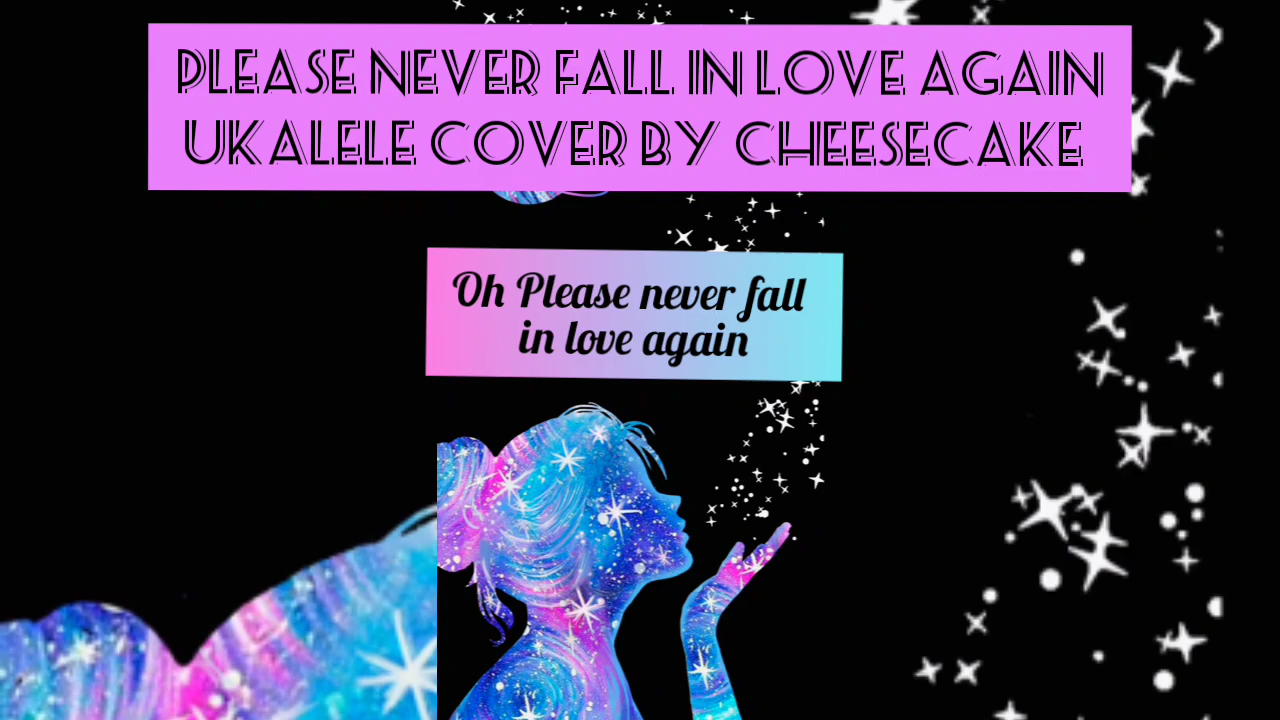 PLEASE NEVER FALL IN LOVE AGAIN
UKALELE COVER BY CHEESECAKE
Oh Please never fall
in love again